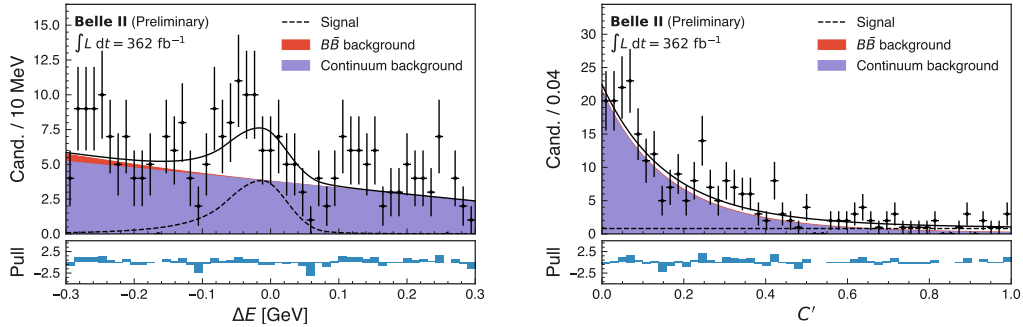 Belle II (Preliminary)
∫L dt = 362 fb⁻¹
Signal
BB̄ background
Continuum background
Cand. / 10 MeV
15.0
12.5
10.0
7.5
5.0
2.5
0.0
Pull
2.5
−2.5
−0.3 −0.2 −0.1 0.0 0.1 0.2 0.3
ΔE [GeV]
Belle II (Preliminary)
∫L dt = 362 fb⁻¹
Signal
BB̄ background
Continuum background
Cand. / 0.04
30
25
20
15
10
5
0
Pull
2.5
−2.5
0.0 0.2 0.4 0.6 0.8 1.0
C′